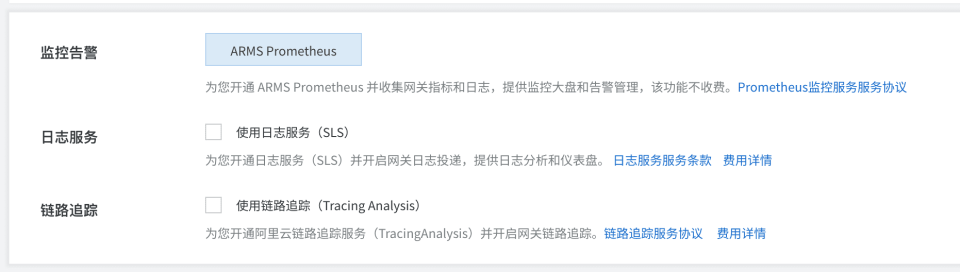 监控告警
ARMS Prometheus
为您开通 ARMS Prometheus 并收集网关指标和日志，提供监控大盘和告警管理，该功能不收费。Prometheus监控服务服务协议
日志服务
使用日志服务（SLS）
为您开通日志服务（SLS）并开启网关日志投递，提供日志分析和仪表盘。 日志服务服务条款 费用详情
链路追踪
使用链路追踪（Tracing Analysis）
为您开通阿里云链路追踪服务（TracingAnalysis）并开启网关链路追踪。链路追踪服务协议 费用详情